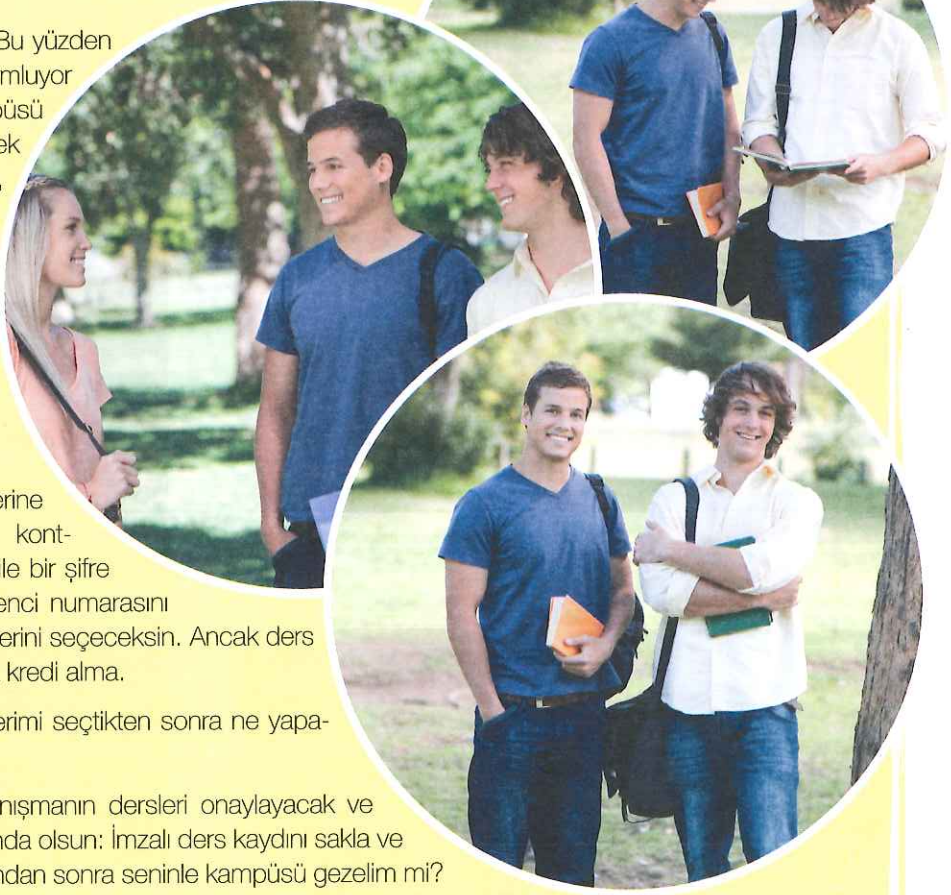 Bu yüzden
mluyor
püsü
ek
erine
kont-
ile bir şifre
enci numarasını
erini seçeceksin. Ancak ders
kredi alma.
erimi seçtikten sonra ne yapa-
nışmanın dersleri onaylayacak ve
nda olsun: İmzalı ders kaydını sakla ve
ndan sonra seninle kampüsü gezelim mi?